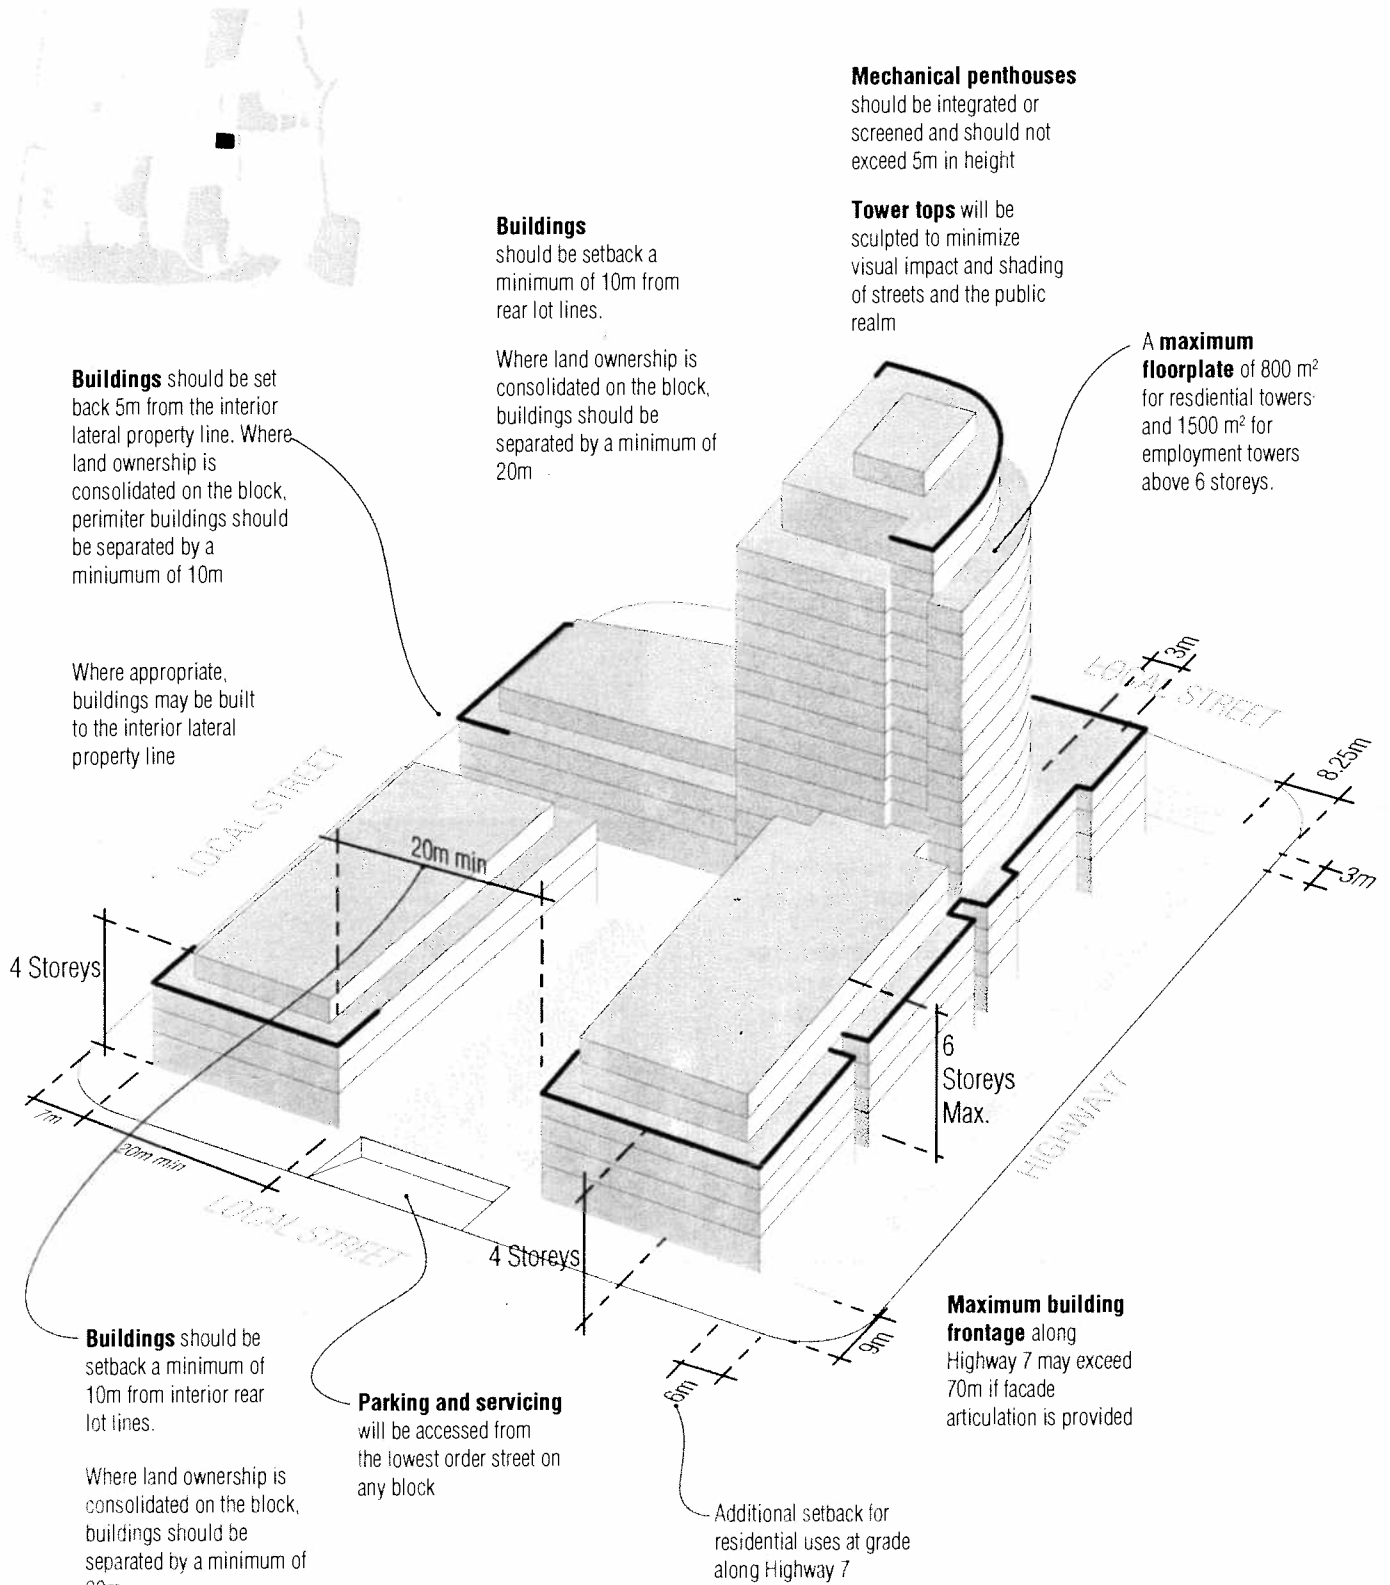 Mechanical penthouses
should be integrated or
screened and should not
exceed 5m in height
Tower tops will be
sculpted to minimize
visual impact and shading
of streets and the public
realm
Buildings
should be setback a
minimum of 10m from
rear lot lines.
Where land ownership is
consolidated on the block,
buildings should be
separated by a minimum of
20m
A maximum
floorplate of 800 m²
for resdiential towers
and 1500 m² for
employment towers
above 6 storeys.
Buildings should be set
back 5m from the interior
lateral property line. Where
land ownership is
consolidated on the block,
perimiter buildings should
be separated by a
miniumum of 10m
Where appropriate,
buildings may be built
to the interior lateral
property line
3m
LOCAL STREET
8.25m
3m
LOCAL STREET
20m min
4 Storeys
6
Storeys
Max.
HIGHWAY7
7m
20m min
LOCAL STREET
4 Storeys
9m
6m
Buildings should be
setback a minimum of
10m from interior rear
lot lines.
Where land ownership is
consolidated on the block,
buildings should be
separated by a minimum of
Parking and servicing
will be accessed from
the lowest order street on
any block
Maximum building
frontage along
Highway 7 may exceed
70m if facade
articulation is provided
Additional setback for
residential uses at grade
along Highway 7